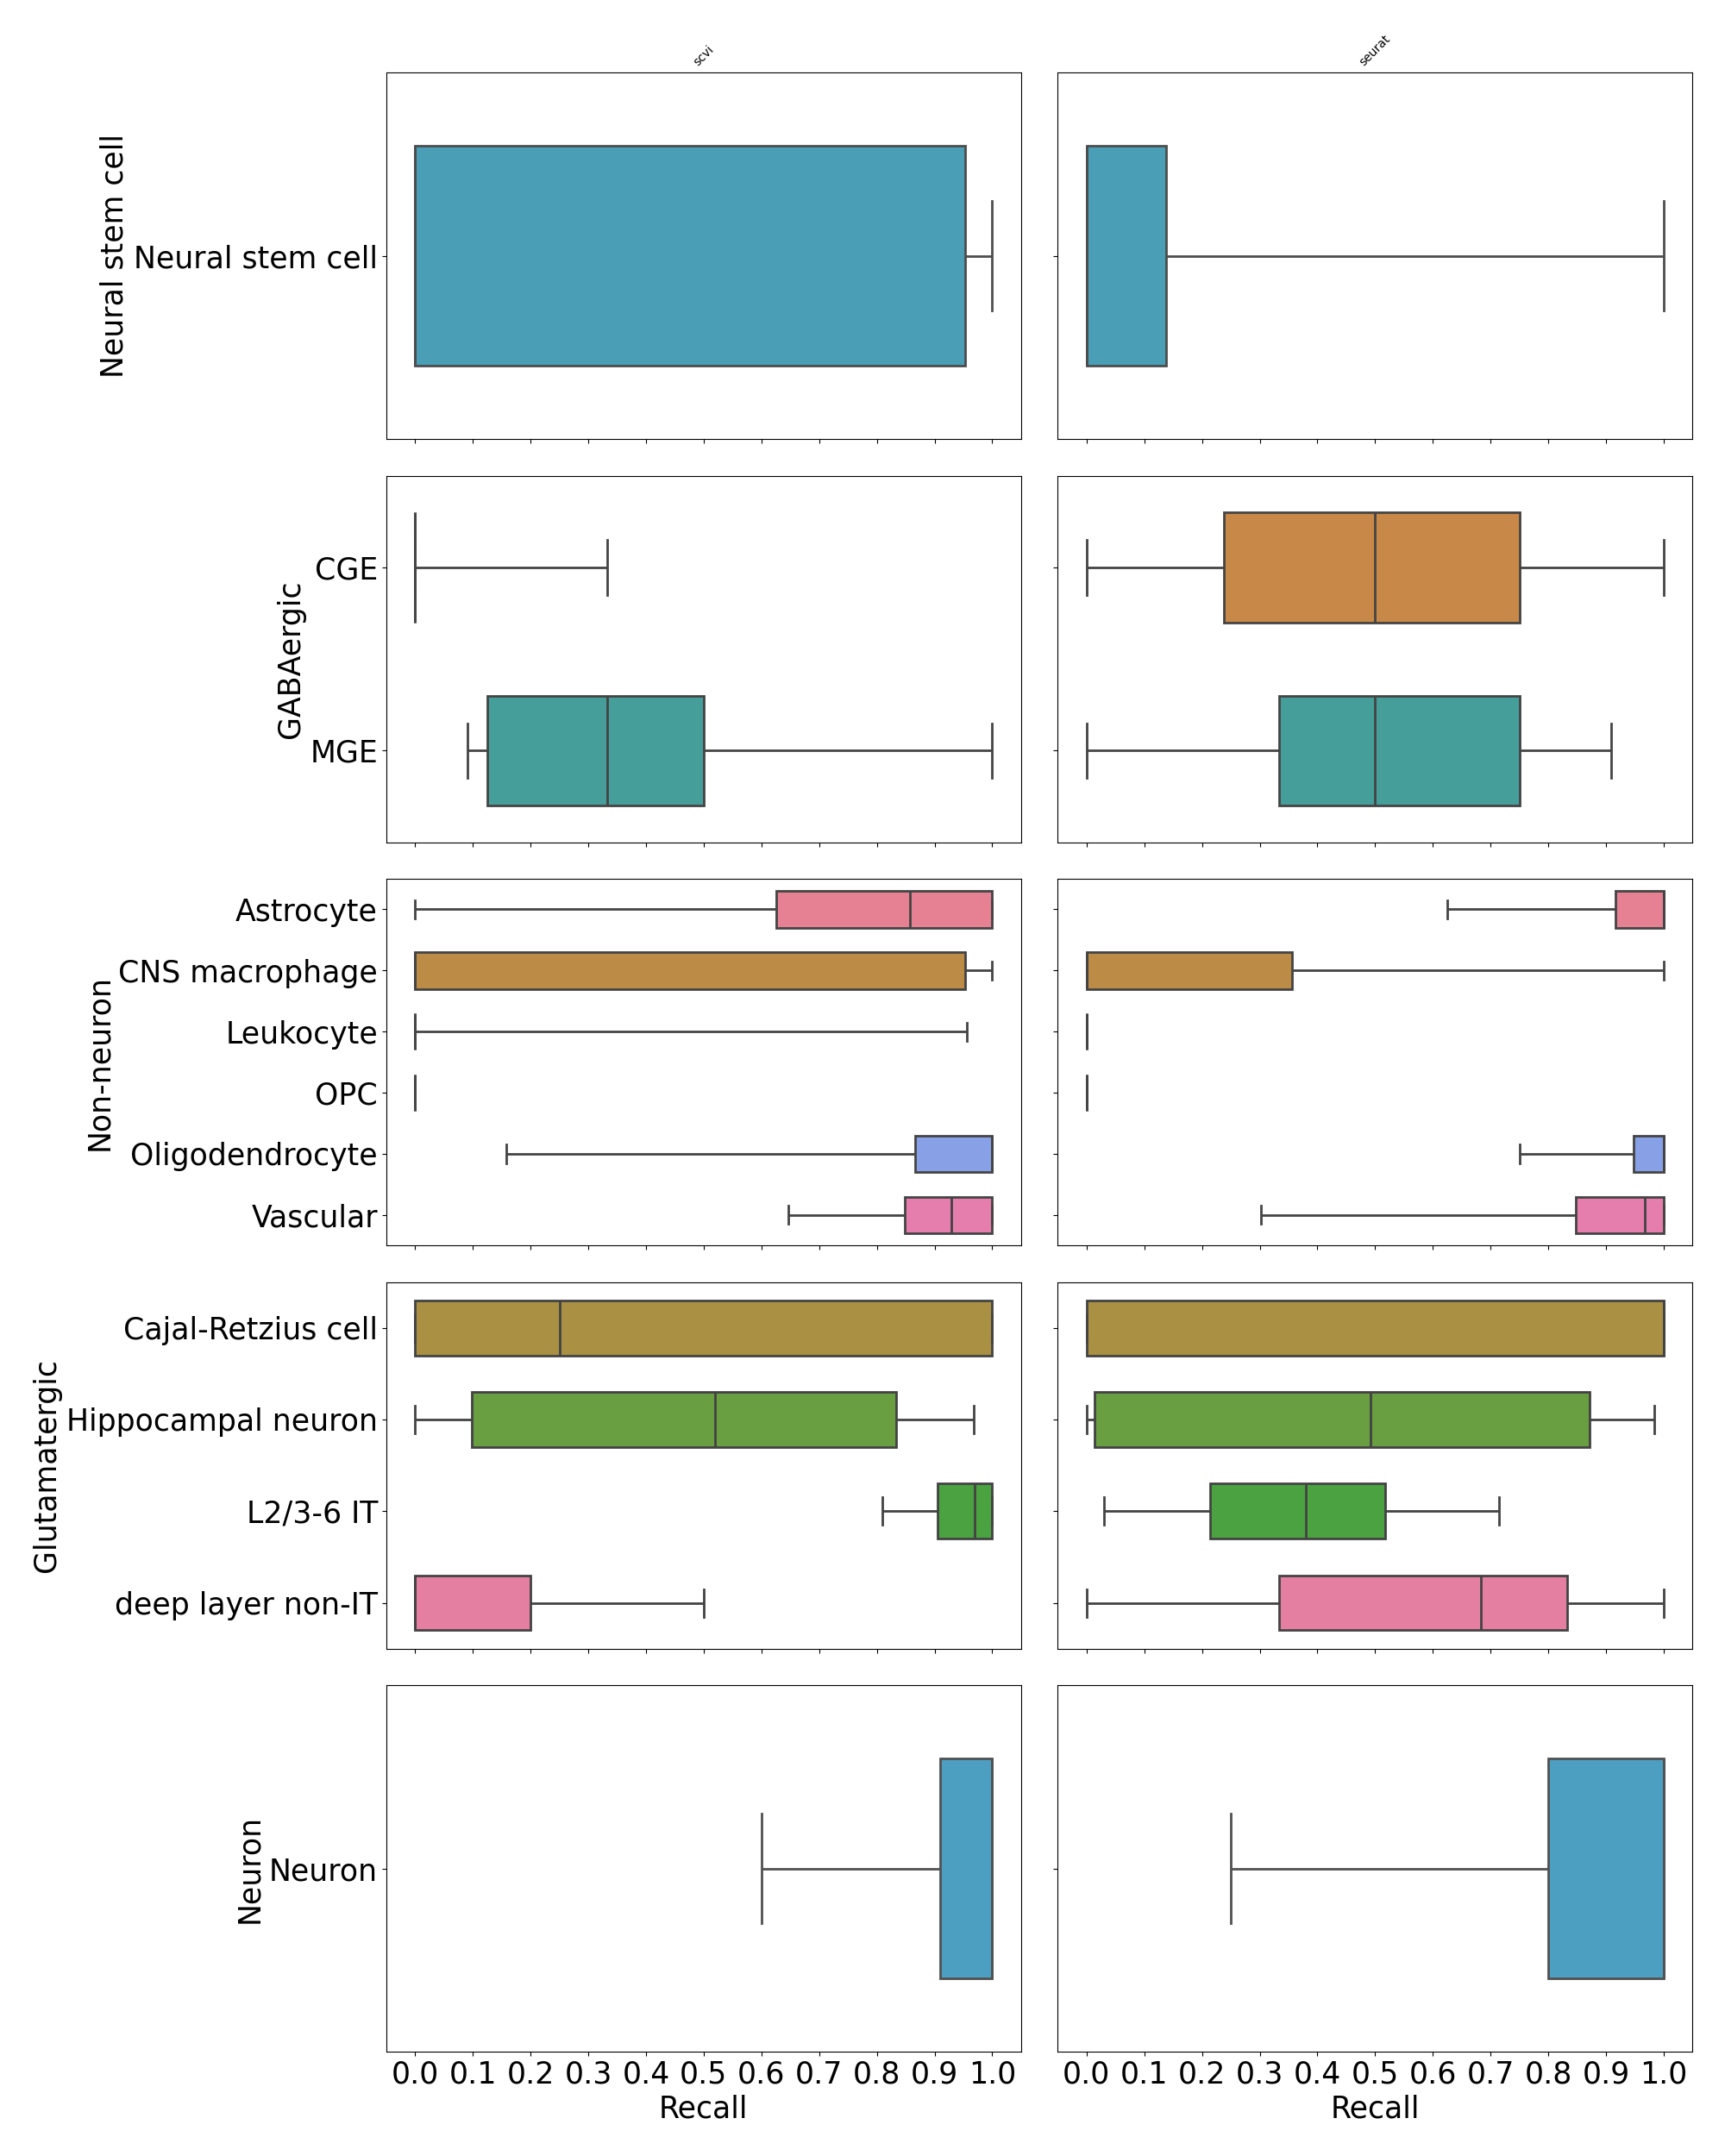 scvi
seurat
Neural stem cell
Neural stem cell
GABAergic
CGE
MGE
Non-neuron
Astrocyte
CNS macrophage
Leukocyte
OPC
Oligodendrocyte
Vascular
Glutamatergic
Cajal-Retzius cell
Hippocampal neuron
L2/3-6 IT
deep layer non-IT
Neuron
Neuron
0.0 0.1 0.2 0.3 0.4 0.5 0.6 0.7 0.8 0.9 1.0
Recall
0.0 0.1 0.2 0.3 0.4 0.5 0.6 0.7 0.8 0.9 1.0
Recall